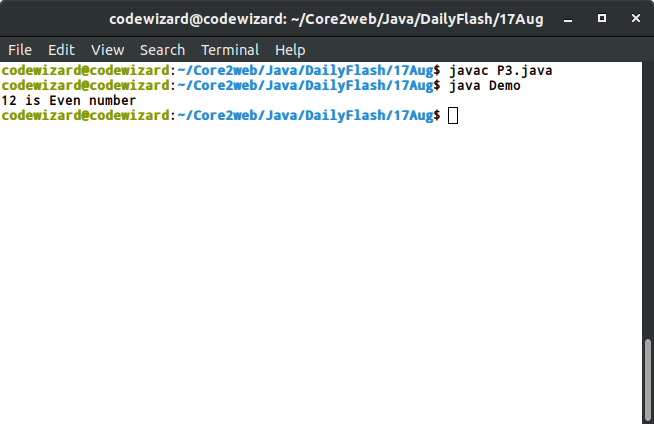 codewizard@codewizard: ~/Core2web/Java/DailyFlash/17Aug
File Edit View Search Terminal Help
codewizard@codewizard:~/Core2web/Java/DailyFlash/17Aug$ javac P3.java
codewizard@codewizard:~/Core2web/Java/DailyFlash/17Aug$ java Demo
12 is Even number
codewizard@codewizard:~/Core2web/Java/DailyFlash/17Aug$